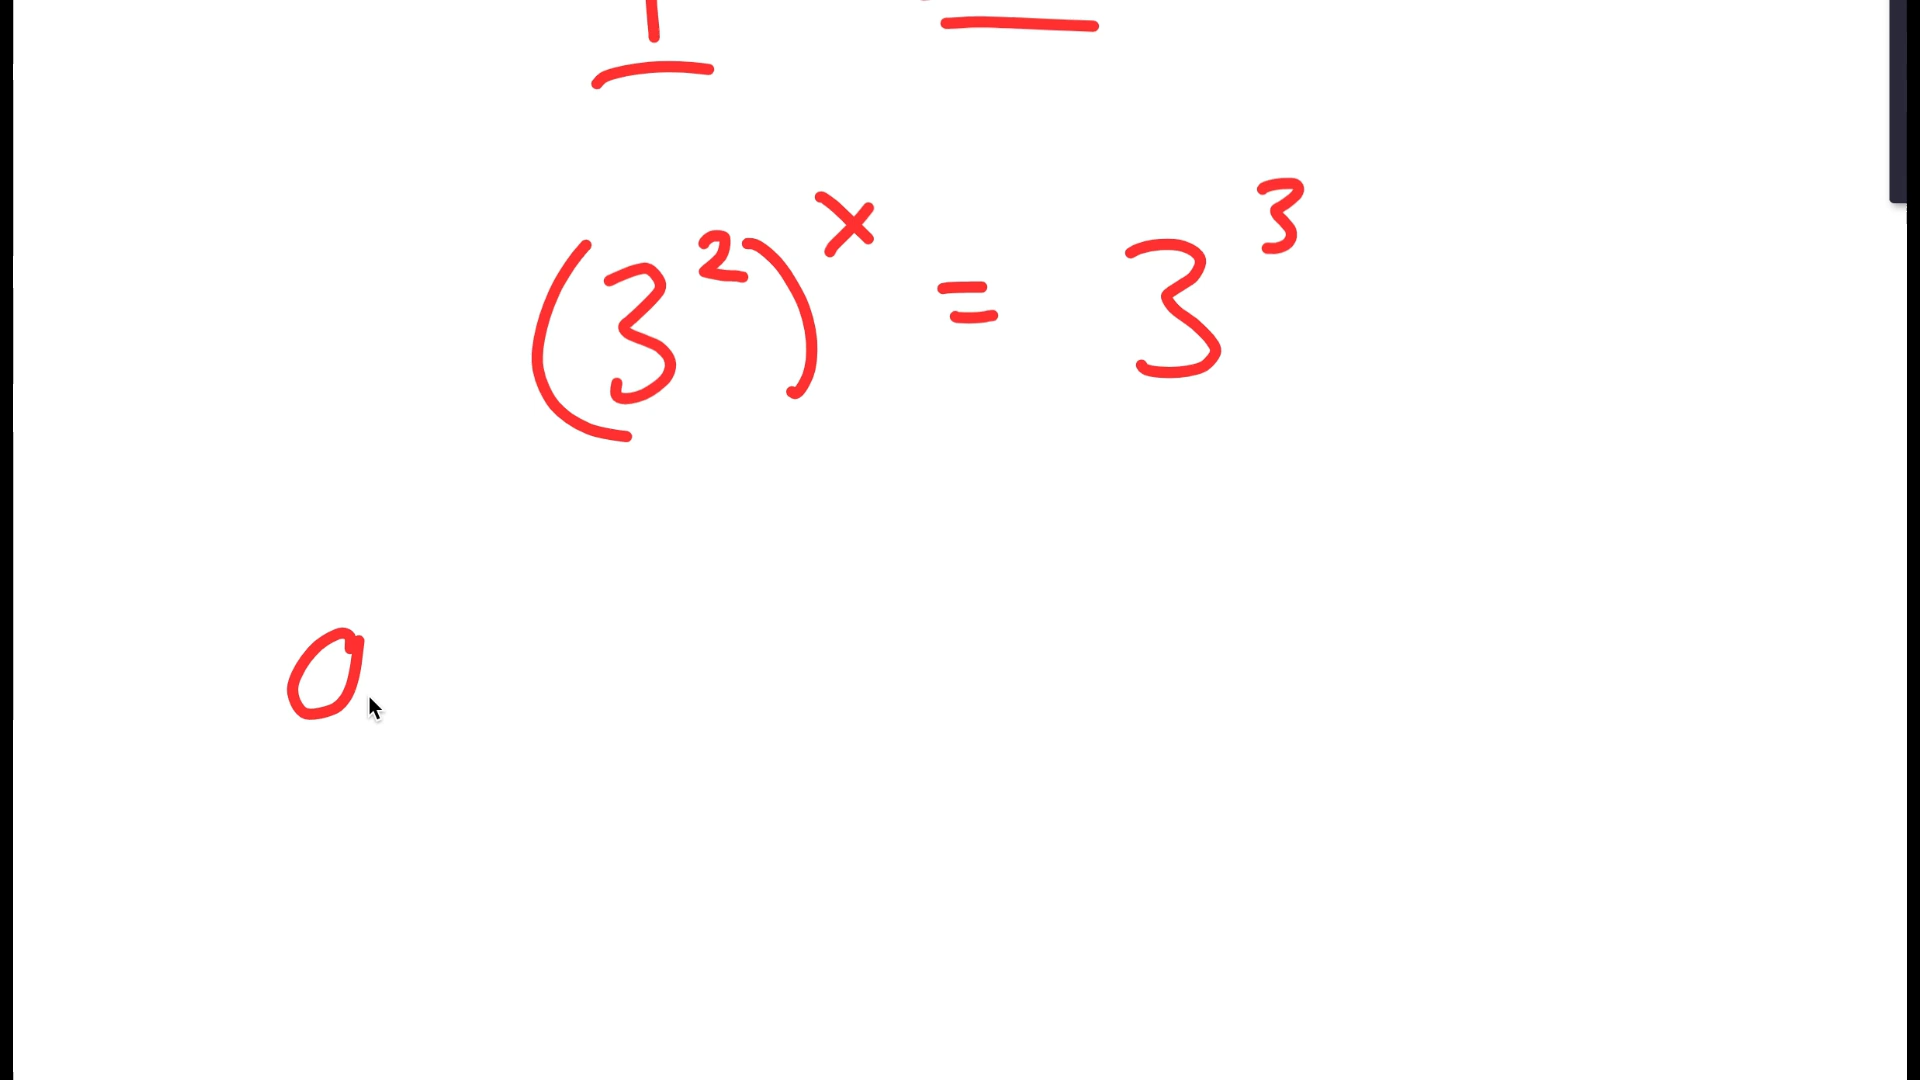 (3²)ˣ = 3³